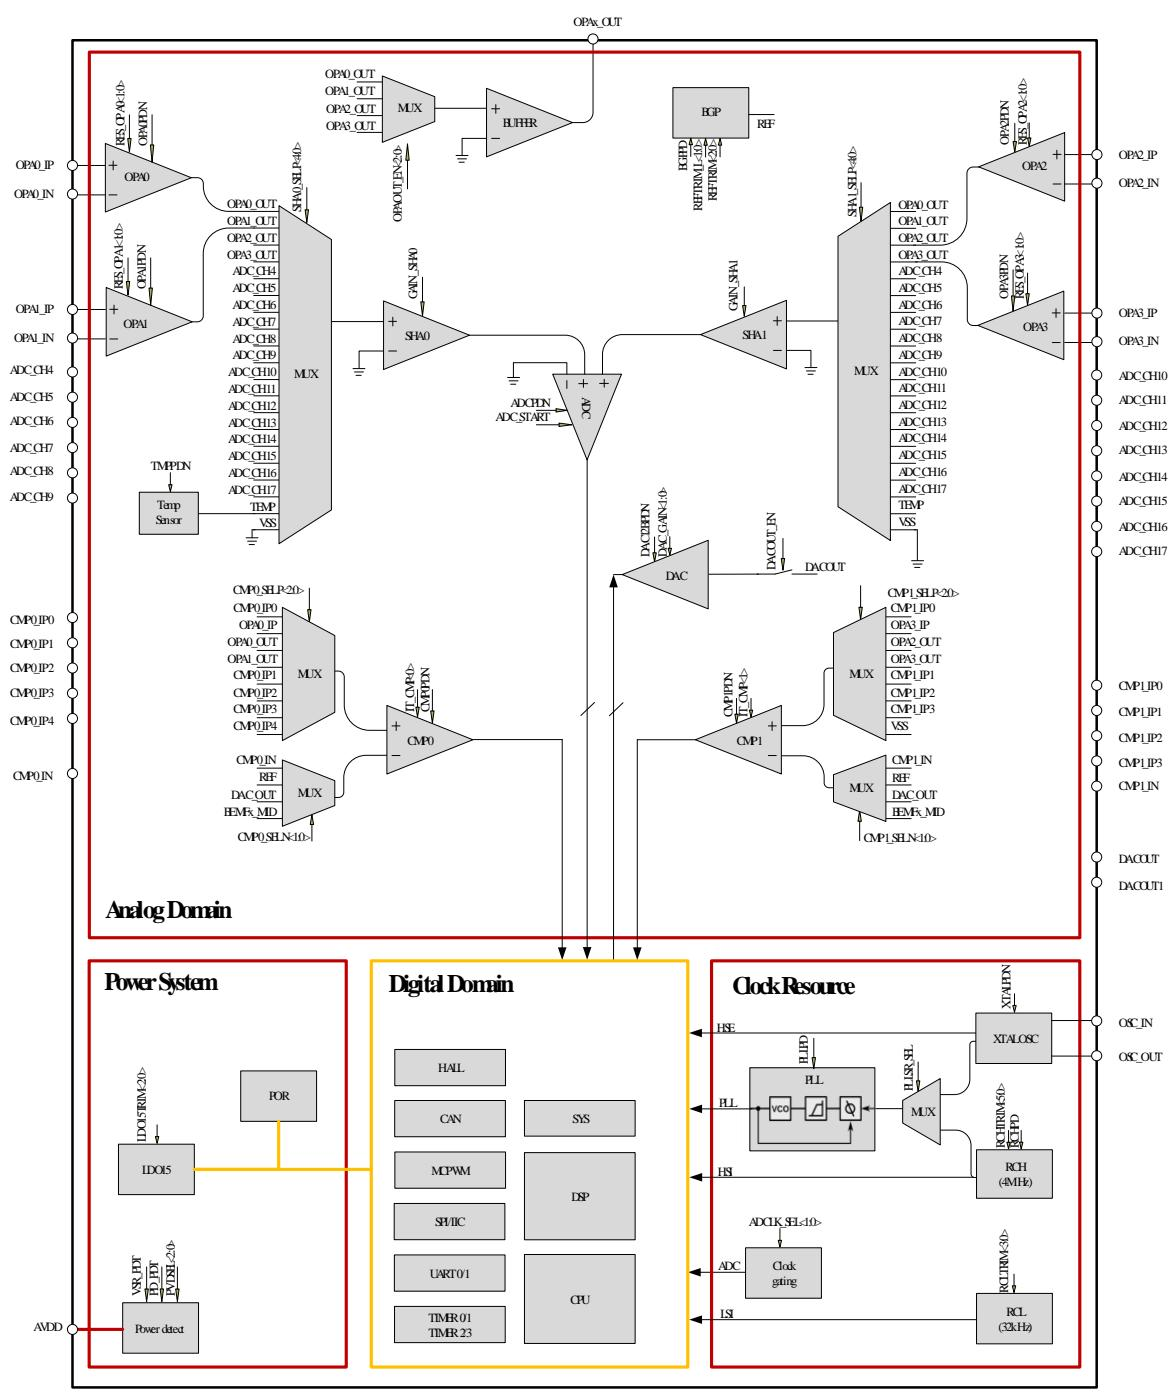 OPAx_OUT
OPA0_OUT
OPA1_OUT
OPA2_OUT
OPA3_OUT
MUX
BUFFER
OPAOUT_EN<2:0>
BGP
REF
BGPPD
REFTRIM_L<1:0>
REFTRIM<2:0>
RES_OPA0<1:0>
OPA0PDN
OPA0_IP
OPA0_IN
OPA0
RES_OPA1<1:0>
OPA1PDN
OPA1_IP
OPA1_IN
OPA1
ADC_CH4
ADC_CH5
ADC_CH6
ADC_CH7
ADC_CH8
ADC_CH9
SHA0_SELP<4:0>
OPA0_OUT
OPA1_OUT
OPA2_OUT
OPA3_OUT
ADC_CH4
ADC_CH5
ADC_CH6
ADC_CH7
ADC_CH8
ADC_CH9
ADC_CH10
ADC_CH11
ADC_CH12
ADC_CH13
ADC_CH14
ADC_CH15
ADC_CH16
ADC_CH17
TEMP
VSS
MUX
TMPPDN
Temp
Sensor
GAIN_SHA0
SHA0
GAIN_SHA1
SHA1
ADCPDN
ADC_START
ADC
SHA1_SELP<4:0>
MUX
OPA0_OUT
OPA1_OUT
OPA2_OUT
OPA3_OUT
ADC_CH4
ADC_CH5
ADC_CH6
ADC_CH7
ADC_CH8
ADC_CH9
ADC_CH10
ADC_CH11
ADC_CH12
ADC_CH13
ADC_CH14
ADC_CH15
ADC_CH16
ADC_CH17
TEMP
VSS
OPA2PDN
RES_OPA2<1:0>
OPA2
OPA2_IP
OPA2_IN
OPA3PDN
RES_OPA3<1:0>
OPA3
OPA3_IP
OPA3_IN
ADC_CH10
ADC_CH11
ADC_CH12
ADC_CH13
ADC_CH14
ADC_CH15
ADC_CH16
ADC_CH17
DAC12BPDN
DAC_GAIN<1:0>
DAC
DACOUT_EN
DACOUT
CMP0_IP0
CMP0_IP1
CMP0_IP2
CMP0_IP3
CMP0_IP4
CMP0_IN
CMP0_SELP<2:0>
CMP0_IP0
OPA0_IP
OPA0_OUT
OPA1_OUT
CMP0_IP1
CMP0_IP2
CMP0_IP3
CMP0_IP4
MUX
CMP0_IN
REF
DAC_OUT
BEMFx_MID
MUX
CMP0_SELN<1:0>
IT_CMP<0>
CMP0PDN
CMP0
CMP1PDN
IT_CMP<1>
CMP1
CMP1_SELP<2:0>
CMP1_IP0
OPA3_IP
OPA2_OUT
OPA3_OUT
CMP1_IP1
CMP1_IP2
CMP1_IP3
VSS
MUX
CMP1_IN
REF
DAC_OUT
BEMFx_MID
MUX
CMP1_SELN<1:0>
CMP1_IP0
CMP1_IP1
CMP1_IP2
CMP1_IP3
CMP1_IN
DACOUT
DACOUT1
Analog Domain
Power System
LDO15TRIM<2:0>
LDO15
POR
VSR_PDT
PD_PDT
PVDSEL<2:0>
Power detect
AVDD
Digital Domain
HALL
CAN
MCPWM
SPI/IIC
UART0/1
TIMER 0/1
TIMER 2/3
SYS
DSP
CPU
Clock Resource
XTALPDN
XTALOSC
OSC_IN
OSC_OUT
HSE
PLLPD
PLL
VCO
PLL
PLLSR_SEL
MUX
RCHTRIM<5:0>
RCHPD
RCH
(4MHz)
HSI
ADCLK_SEL<1:0>
Clock
gating
ADC
RCLTRIM<3:0>
RCL
(32kHz)
LSI